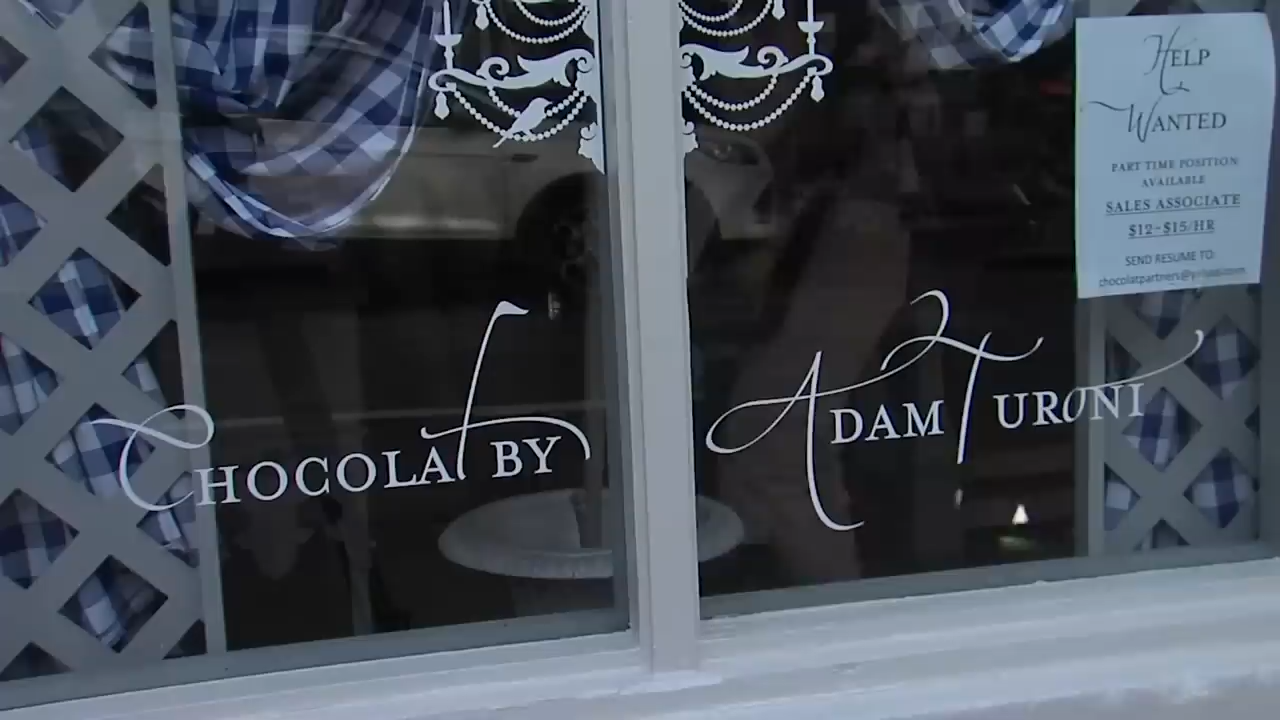 HELP
WANTED
PART TIME POSITION
AVAILABLE
SALES ASSOCIATE
$12-$15/HR
SEND RESUME TO:
CHOCOLAT BY ADAM TURONI